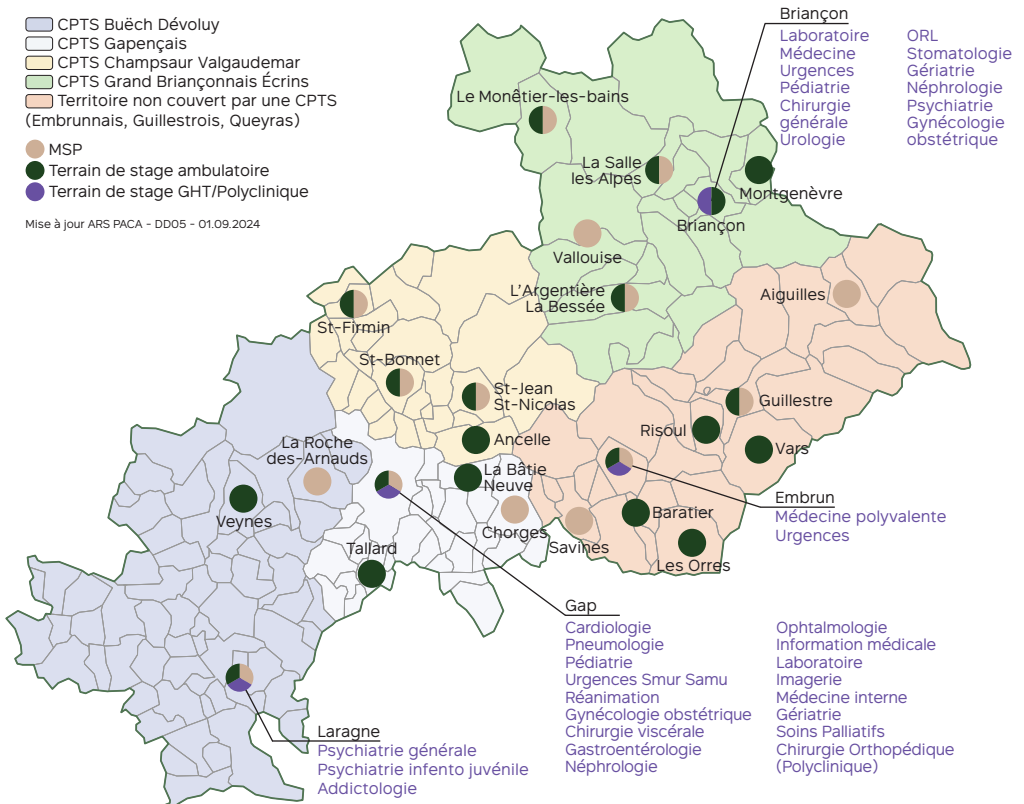 CPTS Buëch Dévoluy
CPTS Gapençais
CPTS Champsaur Valgaudemar
CPTS Grand Briançonnais Écrins
Territoire non couvert par une CPTS
(Embrunnais, Guillestrois, Queyras)
MSP
Terrain de stage ambulatoire
Terrain de stage GHT/Polyclinique
Mise à jour ARS PACA - DD05 - 01.09.2024
Briançon
Laboratoire
Médecine
Urgences
Pédiatrie
Chirurgie
générale
Urologie
ORL
Stomatologie
Gériatrie
Néphrologie
Psychiatrie
Gynécologie
obstétrique
Le Monêtier-les-bains
La Salle
les Alpes
Montgenèvre
Briançon
Vallouise
L'Argentière
La Bessée
Aiguilles
St-Firmin
St-Bonnet
St-Jean
St-Nicolas
Ancelle
Guillestre
Risoul
Vars
La Roche
des-Arnauds
Veynes
La Bâtie
Neuve
Chorges
Savines
Baratier
Les Orres
Tallard
Embrun
Médecine polyvalente
Urgences
Gap
Cardiologie
Pneumologie
Pédiatrie
Urgences Smur Samu
Réanimation
Gynécologie obstétrique
Chirurgie viscérale
Gastroentérologie
Néphrologie
Ophtalmologie
Information médicale
Laboratoire
Imagerie
Médecine interne
Gériatrie
Soins Palliatifs
Chirurgie Orthopédique
(Polyclinique)
Laragne
Psychiatrie générale
Psychiatrie infento juvénile
Addictologie